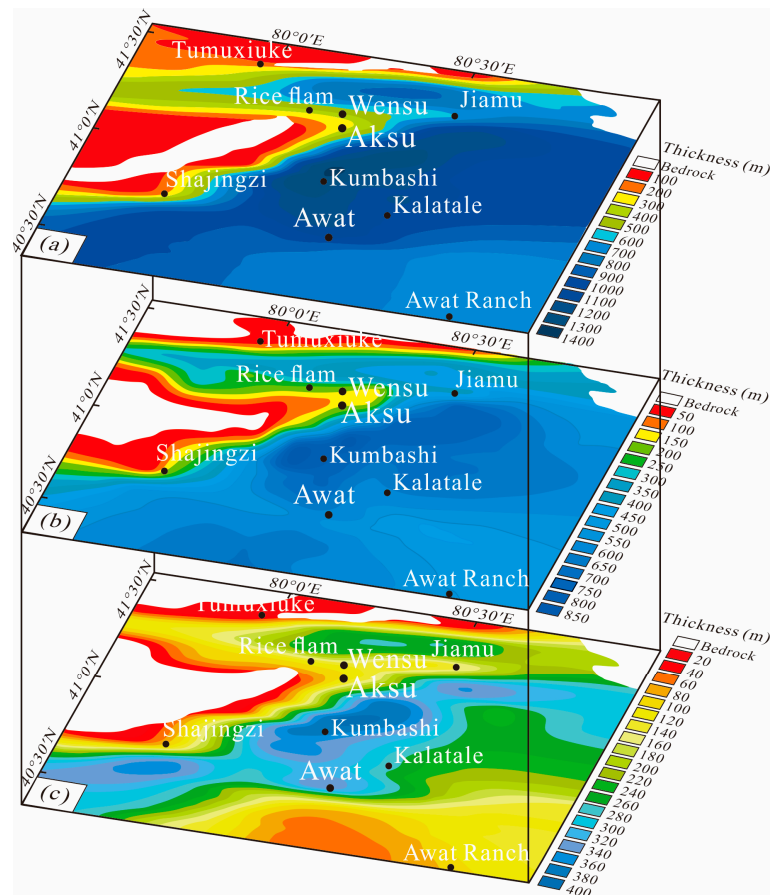 41°30′N
80°0′E
80°30′E
Tumuxiuke
Rice flam
Wensu
Jiamu
41°0′N
Aksu
Shajingzi
Kumbashi
Kalatale
Awat
40°30′N
(a)
Awat Ranch
Thickness (m)
Bedrock
100
200
300
400
500
600
700
800
900
1000
1100
1200
1300
1400
41°30′N
80°0′E
80°30′E
Tumuxiuke
Rice flam
Wensu
Jiamu
41°0′N
Aksu
Shajingzi
Kumbashi
Kalatale
Awat
40°30′N
(b)
Awat Ranch
Thickness (m)
Bedrock
50
100
150
200
250
300
350
400
450
500
550
600
650
700
750
800
850
41°30′N
80°0′E
80°30′E
Tumuxiuke
Rice flam
Wensu
Jiamu
41°0′N
Aksu
Shajingzi
Kumbashi
Kalatale
Awat
40°30′N
(c)
Awat Ranch
Thickness (m)
Bedrock
20
40
60
80
100
120
140
160
180
200
220
240
260
280
300
320
340
360
380
400